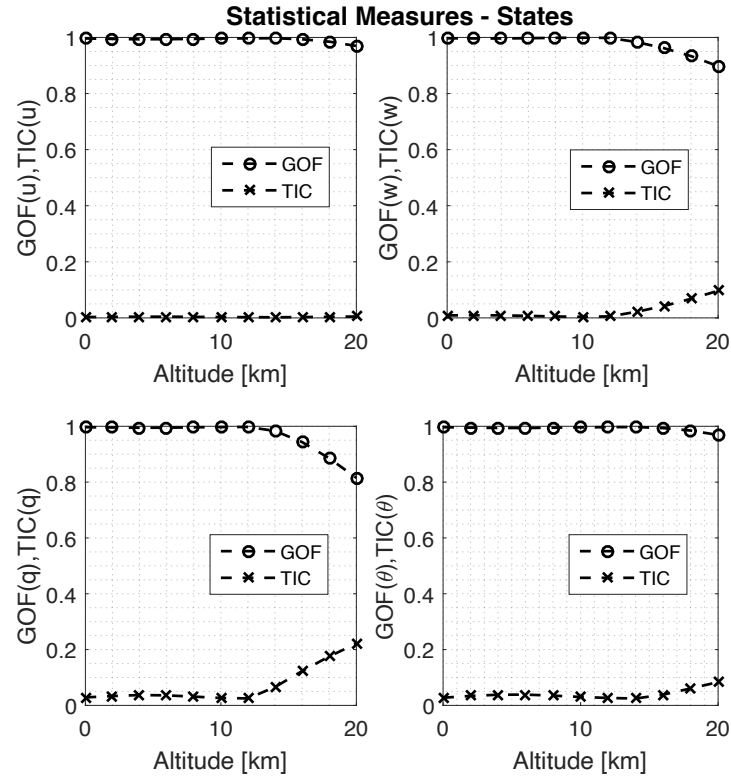 Statistical Measures - States
GOF(u),TIC(u)
1
0.8
0.6
0.4
0.2
0
GOF
TIC
0
10
20
Altitude [km]
GOF(w),TIC(w)
1
0.8
0.6
0.4
0.2
0
GOF
TIC
0
10
20
Altitude [km]
GOF(q),TIC(q)
1
0.8
0.6
0.4
0.2
0
GOF
TIC
0
10
20
Altitude [km]
GOF(θ),TIC(θ)
1
0.8
0.6
0.4
0.2
0
GOF
TIC
0
10
20
Altitude [km]